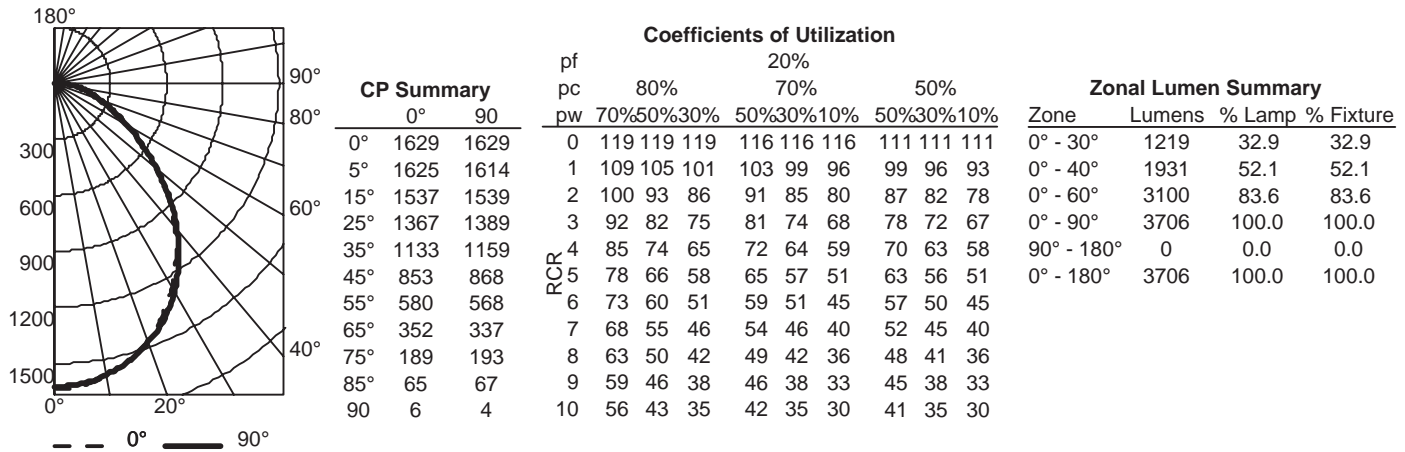 180°
90°
80°
60°
40°
300
600
900
1200
1500
0° 20°
0° 90°
CP Summary
0° 90
0° 1629 1629
5° 1625 1614
15° 1537 1539
25° 1367 1389
35° 1133 1159
45° 853 868
55° 580 568
65° 352 337
75° 189 193
85° 65 67
90 6 4
Coefficients of Utilization
pf 20%
pc 80% 70% 50%
pw 70%50%30% 50%30%10% 50%30%10%
RCR
0 119 119 119 116 116 116 111 111 111
1 109 105 101 103 99 96 99 96 93
2 100 93 86 91 85 80 87 82 78
3 92 82 75 81 74 68 78 72 67
4 85 74 65 72 64 59 70 63 58
5 78 66 58 65 57 51 63 56 51
6 73 60 51 59 51 45 57 50 45
7 68 55 46 54 46 40 52 45 40
8 63 50 42 49 42 36 48 41 36
9 59 46 38 46 38 33 45 38 33
10 56 43 35 42 35 30 41 35 30
Zonal Lumen Summary
Zone Lumens % Lamp % Fixture
0° - 30° 1219 32.9 32.9
0° - 40° 1931 52.1 52.1
0° - 60° 3100 83.6 83.6
0° - 90° 3706 100.0 100.0
90° - 180° 0 0.0 0.0
0° - 180° 3706 100.0 100.0